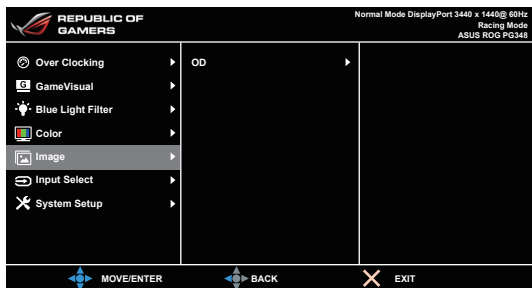 REPUBLIC OF
GAMERS
Normal Mode DisplayPort 3440 x 1440@ 60Hz
Racing Mode
ASUS ROG PG348
Over Clocking
OD
G GameVisual
Blue Light Filter
Color
Image
Input Select
System Setup
MOVE/ENTER
BACK
EXIT